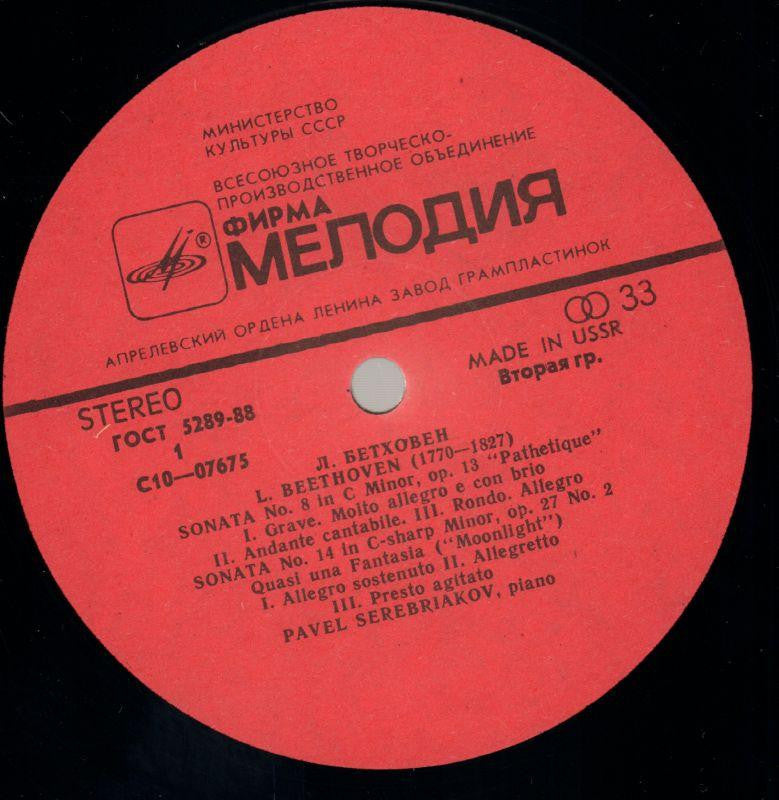 МИНИСТЕРСТВО
КУЛЬТУРЫ СССР
ВСЕСОЮЗНОЕ ТВОРЧЕСКО-
ПРОИЗВОДСТВЕННОЕ ОБЪЕДИНЕНИЕ
®
ФИРМА
МЕЛОДИЯ
АПРЕЛЕВСКИЙ ОРДЕНА ЛЕНИНА ЗАВОД ГРАМПЛАСТИНОК
33
STEREO
MADE IN USSR
ГОСТ 5289-88
Вторая гр.
1
С10—07675
Л. БЕТХОВЕН
L. BEETHOVEN (1770—1827)
SONATA No. 8 in C Minor, op. 13 "Pathetique"
I. Grave. Molto allegro e con brio
II. Andante cantabile. III. Rondo. Allegro
SONATA No. 14 in C-sharp Minor, op. 27 No. 2
Quasi una Fantasia ("Moonlight")
I. Allegro sostenuto II. Allegretto
III. Presto agitato
PAVEL SEREBRIAKOV, piano